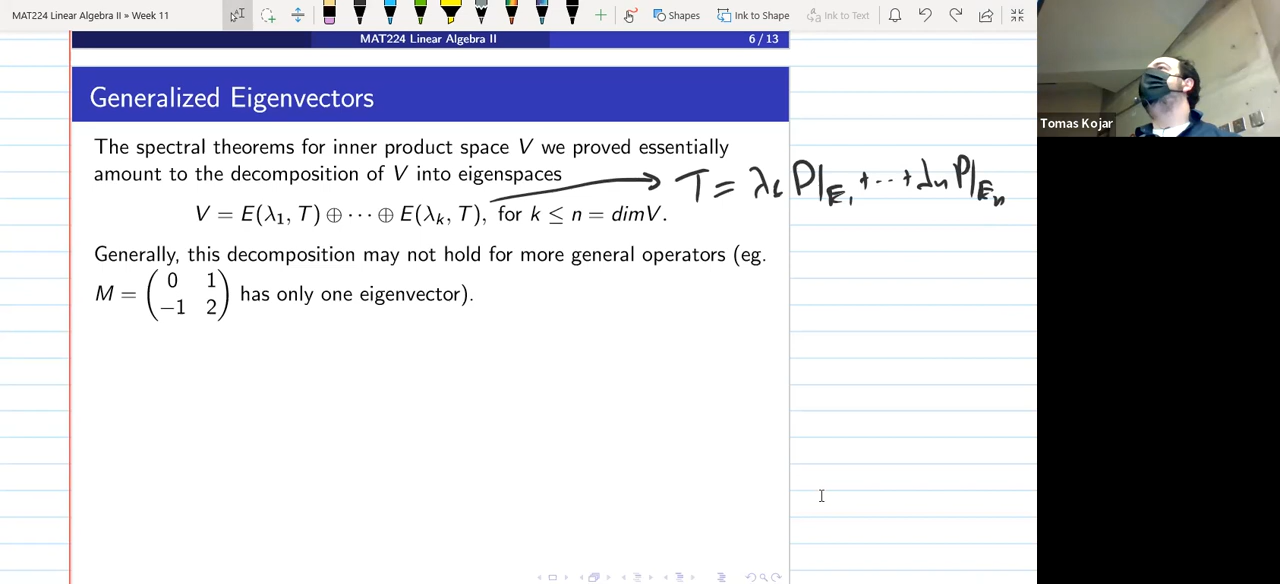 MAT224 Linear Algebra II » Week 11
Shapes
Ink to Shape
Ink to Text
MAT224 Linear Algebra II
6 / 13
Generalized Eigenvectors
The spectral theorems for inner product space V we proved essentially
amount to the decomposition of V into eigenspaces
T = λ₁ P|E₁ + ··· + λn P|En
V = E(λ₁, T) ⊕ ··· ⊕ E(λₖ, T), for k ≤ n = dimV.
Generally, this decomposition may not hold for more general operators (eg.
M = ( 0 1
-1 2 ) has only one eigenvector).
Tomas Kojar